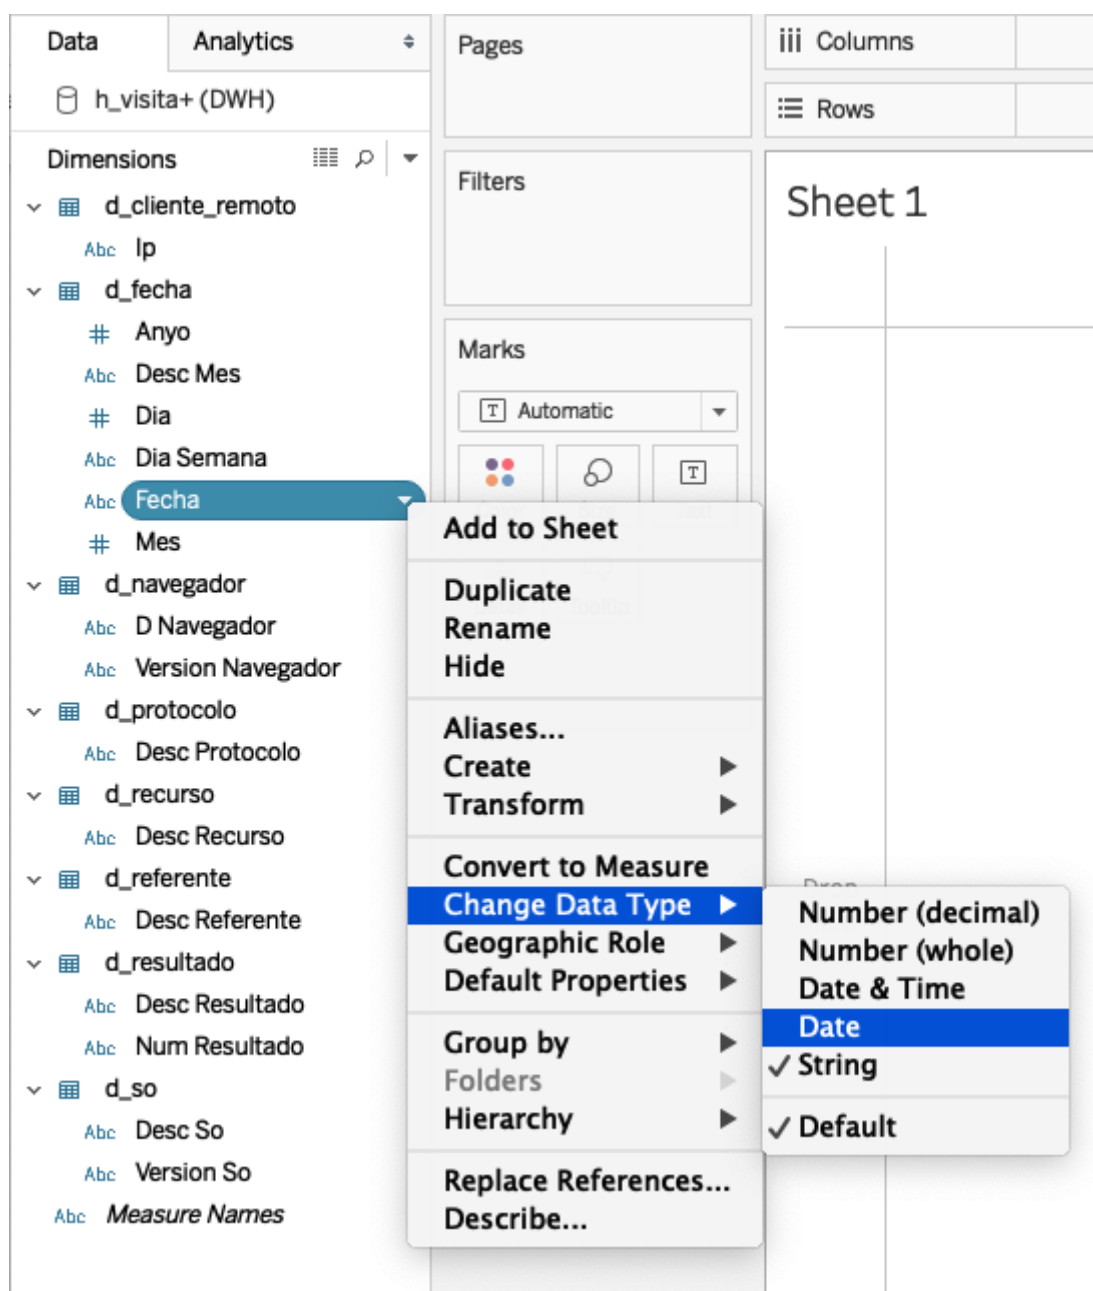 Data
Analytics
h_visita+ (DWH)
Dimensions
d_cliente_remoto
Abc Ip
d_fecha
# Anyo
Abc Desc Mes
# Dia
Abc Dia Semana
Abc Fecha
# Mes
d_navegador
Abc D Navegador
Abc Version Navegador
d_protocolo
Abc Desc Protocolo
d_recurso
Abc Desc Recurso
d_referente
Abc Desc Referente
d_resultado
Abc Desc Resultado
Abc Num Resultado
d_so
Abc Desc So
Abc Version So
Abc Measure Names
Pages
Filters
Marks
T Automatic
T
Add to Sheet
Duplicate
Rename
Hide
Aliases...
Create
Transform
Convert to Measure
Change Data Type
Geographic Role
Default Properties
Group by
Folders
Hierarchy
Replace References...
Describe...
Number (decimal)
Number (whole)
Date & Time
Date
✓ String
✓ Default
Columns
Rows
Sheet 1
Drop